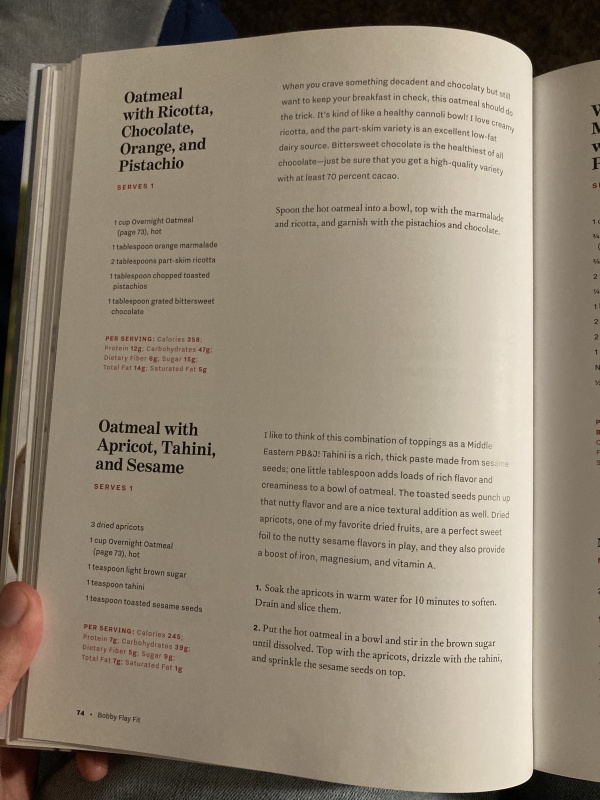 Oatmeal
with Ricotta,
Chocolate,
Orange, and
Pistachio
SERVES 1
1 cup Overnight Oatmeal
(page 73), hot
1 tablespoon orange marmalade
2 tablespoons part-skim ricotta
1 tablespoon chopped toasted
pistachios
1 tablespoon grated bittersweet
chocolate
PER SERVING: Calories 358;
Protein 12g; Carbohydrates 47g;
Dietary Fiber 6g; Sugar 15g;
Total Fat 14g; Saturated Fat 5g
When you crave something decadent and chocolaty but still
want to keep your breakfast in check, this oatmeal should do
the trick. It's kind of like a healthy cannoli bowl! I love creamy
ricotta, and the part-skim variety is an excellent low-fat
dairy source. Bittersweet chocolate is the healthiest of all
chocolate—just be sure that you get a high-quality variety
with at least 70 percent cacao.
Spoon the hot oatmeal into a bowl, top with the marmalade
and ricotta, and garnish with the pistachios and chocolate.
Oatmeal with
Apricot, Tahini,
and Sesame
SERVES 1
3 dried apricots
1 cup Overnight Oatmeal
(page 73), hot
1 teaspoon light brown sugar
1 teaspoon tahini
1 teaspoon toasted sesame seeds
PER SERVING: Calories 245;
Protein 7g; Carbohydrates 39g;
Dietary Fiber 5g; Sugar 9g;
Total Fat 7g; Saturated Fat 1g
I like to think of this combination of toppings as a Middle
Eastern PB&J! Tahini is a rich, thick paste made from sesame
seeds; one little tablespoon adds loads of rich flavor and
creaminess to a bowl of oatmeal. The toasted seeds punch up
that nutty flavor and are a nice textural addition as well. Dried
apricots, one of my favorite dried fruits, are a perfect sweet
foil to the nutty sesame flavors in play, and they also provide
a boost of iron, magnesium, and vitamin A.
1. Soak the apricots in warm water for 10 minutes to soften.
Drain and slice them.
2. Put the hot oatmeal in a bowl and stir in the brown sugar
until dissolved. Top with the apricots, drizzle with the tahini,
and sprinkle the sesame seeds on top.
74 • Bobby Flay Fit